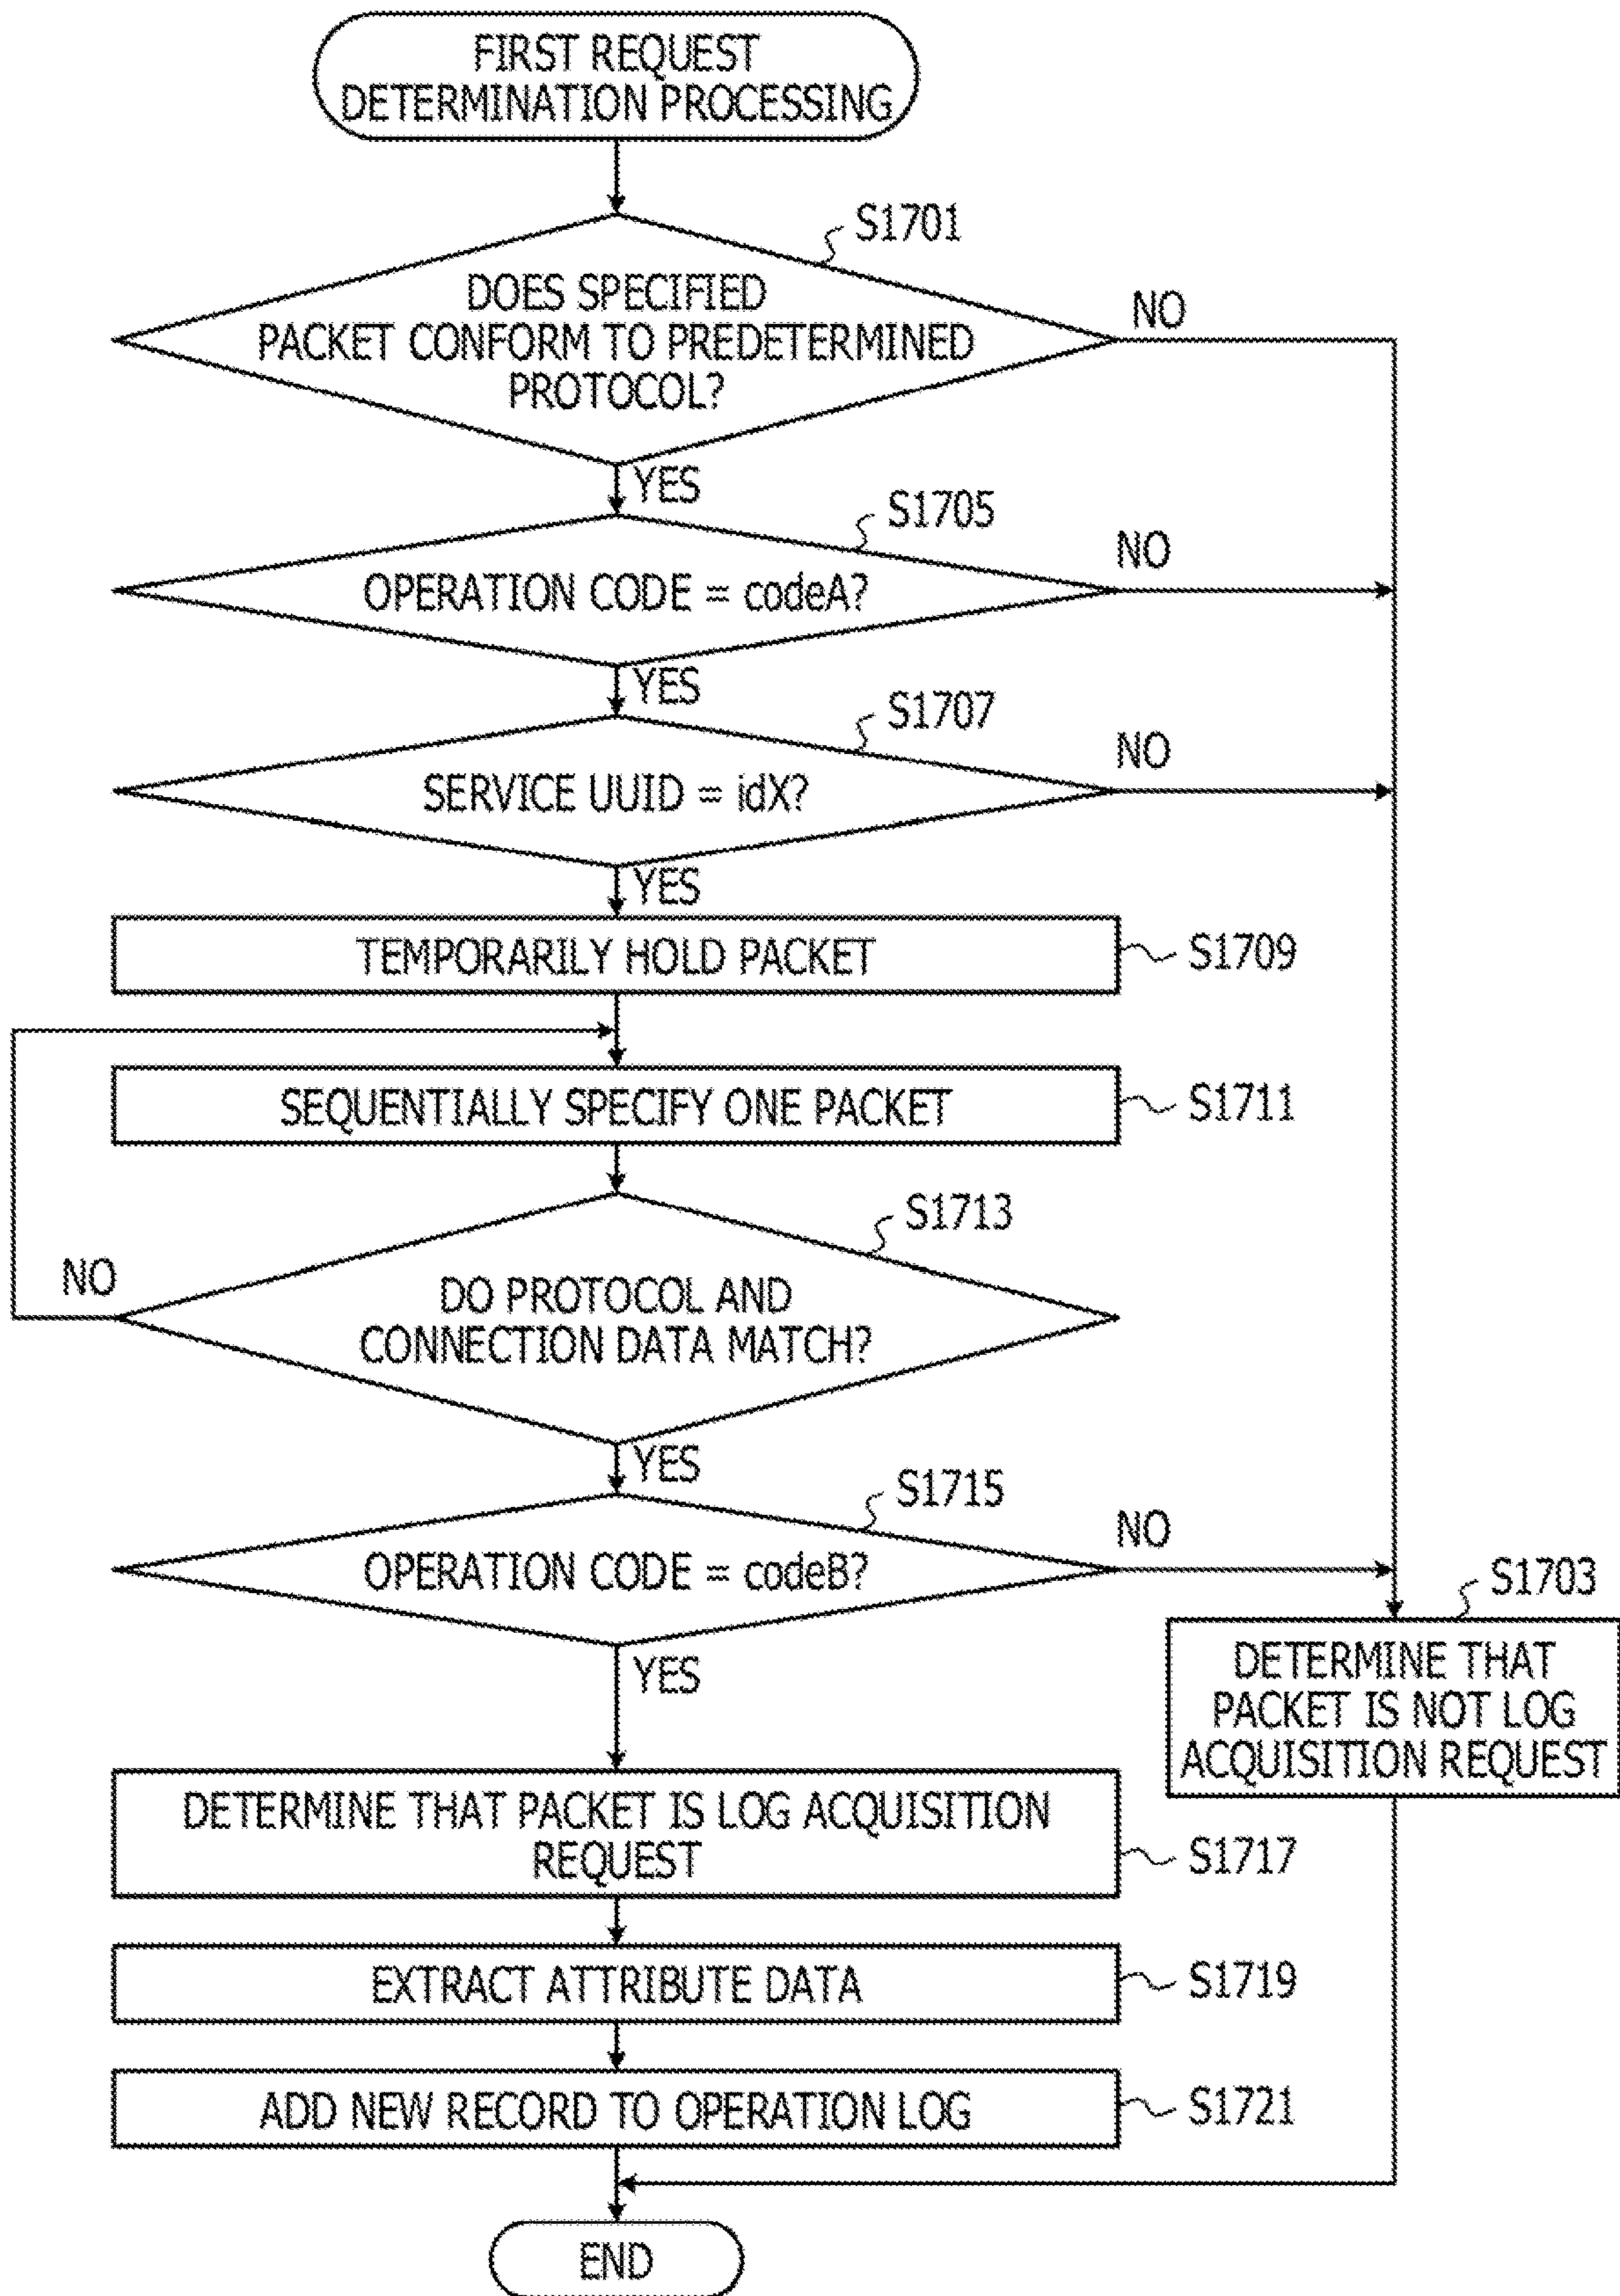 FIRST REQUEST
DETERMINATION PROCESSING
S1701
DOES SPECIFIED
PACKET CONFORM TO PREDETERMINED
PROTOCOL?
NO
YES
S1705
OPERATION CODE = codeA?
NO
YES
S1707
SERVICE UUID = idX?
NO
YES
TEMPORARILY HOLD PACKET
S1709
SEQUENTIALLY SPECIFY ONE PACKET
S1711
S1713
NO
DO PROTOCOL AND
CONNECTION DATA MATCH?
YES
S1715
OPERATION CODE = codeB?
NO
YES
S1703
DETERMINE THAT
PACKET IS NOT LOG
ACQUISITION REQUEST
DETERMINE THAT PACKET IS LOG ACQUISITION
REQUEST
S1717
EXTRACT ATTRIBUTE DATA
S1719
ADD NEW RECORD TO OPERATION LOG
S1721
END